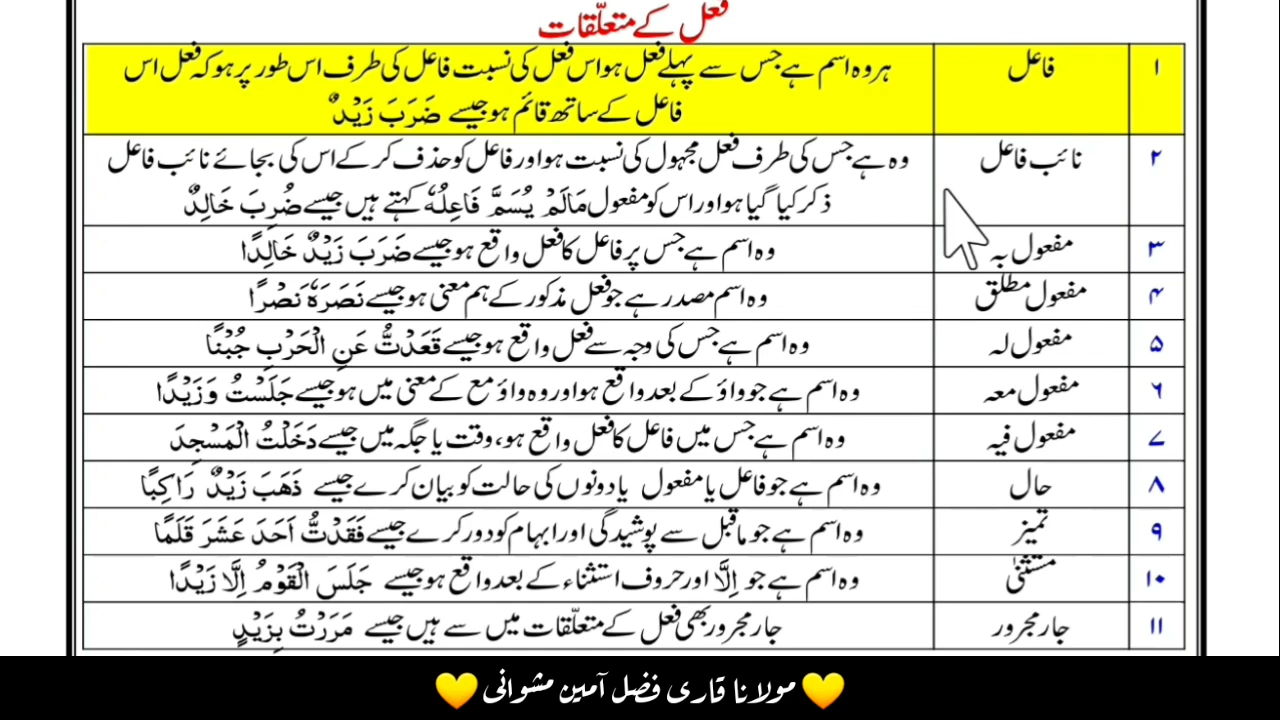 فعل کے متعلّقات
۱ فاعل ہر وہ اسم ہے جس سے پہلے فعل ہو اس فعل کی نسبت فاعل کی طرف اس طور پر ہو کہ فعل اس
فاعل کے ساتھ قائم ہو جیسے ضَرَبَ زَيْدٌ
۲ نائب فاعل وہ ہے جس کی طرف فعل مجہول کی نسبت ہو اور فاعل کو حذف کر کے اس کی بجائے نائب فاعل
ذکر کیا گیا ہو اور اس کو مفعول مَالَمْ يُسَمَّ فَاعِلُهٗ کہتے ہیں جیسے ضُرِبَ خَالِدٌ
۳ مفعول بہ وہ اسم ہے جس پر فاعل کا فعل واقع ہو جیسے ضَرَبَ زَيْدٌ خَالِدًا
۴ مفعول مطلق وہ اسم مصدر ہے جو فعل مذکور کے ہم معنی ہو جیسے نَصَرَهٗ نَصْرًا
۵ مفعول لہ وہ اسم ہے جس کی وجہ سے فعل واقع ہو جیسے قَعَدْتُّ عَنِ الْحَرْبِ جُبْنًا
۶ مفعول معہ وہ اسم ہے جو واؤ کے بعد واقع ہو اور وہ واؤ مع کے معنی میں ہو جیسے جَلَسْتُ وَزَيْدًا
۷ مفعول فیہ وہ اسم ہے جس میں فاعل کا فعل واقع ہو، وقت یا جگہ میں جیسے دَخَلْتُ الْمَسْجِدَ
۸ حال وہ اسم ہے جو فاعل یا مفعول یا دونوں کی حالت کو بیان کرے جیسے ذَهَبَ زَيْدٌ رَاكِبًا
۹ تمیز وہ اسم ہے جو ماقبل سے پوشیدگی اور ابہام کو دور کرے جیسے فَقَدْتُّ اَحَدَ عَشَرَ قَلَمًا
۱۰ مستثنیٰ وہ اسم ہے جو اِلَّا اور حروف استثناء کے بعد واقع ہو جیسے جَلَسَ الْقَوْمُ اِلَّا زَيْدًا
۱۱ جار مجرور جار مجرور بھی فعل کے متعلّقات میں سے ہیں جیسے مَرَرْتُ بِزَيْدٍ
💛 مولانا قاری فضل آمین مشوانی 💛